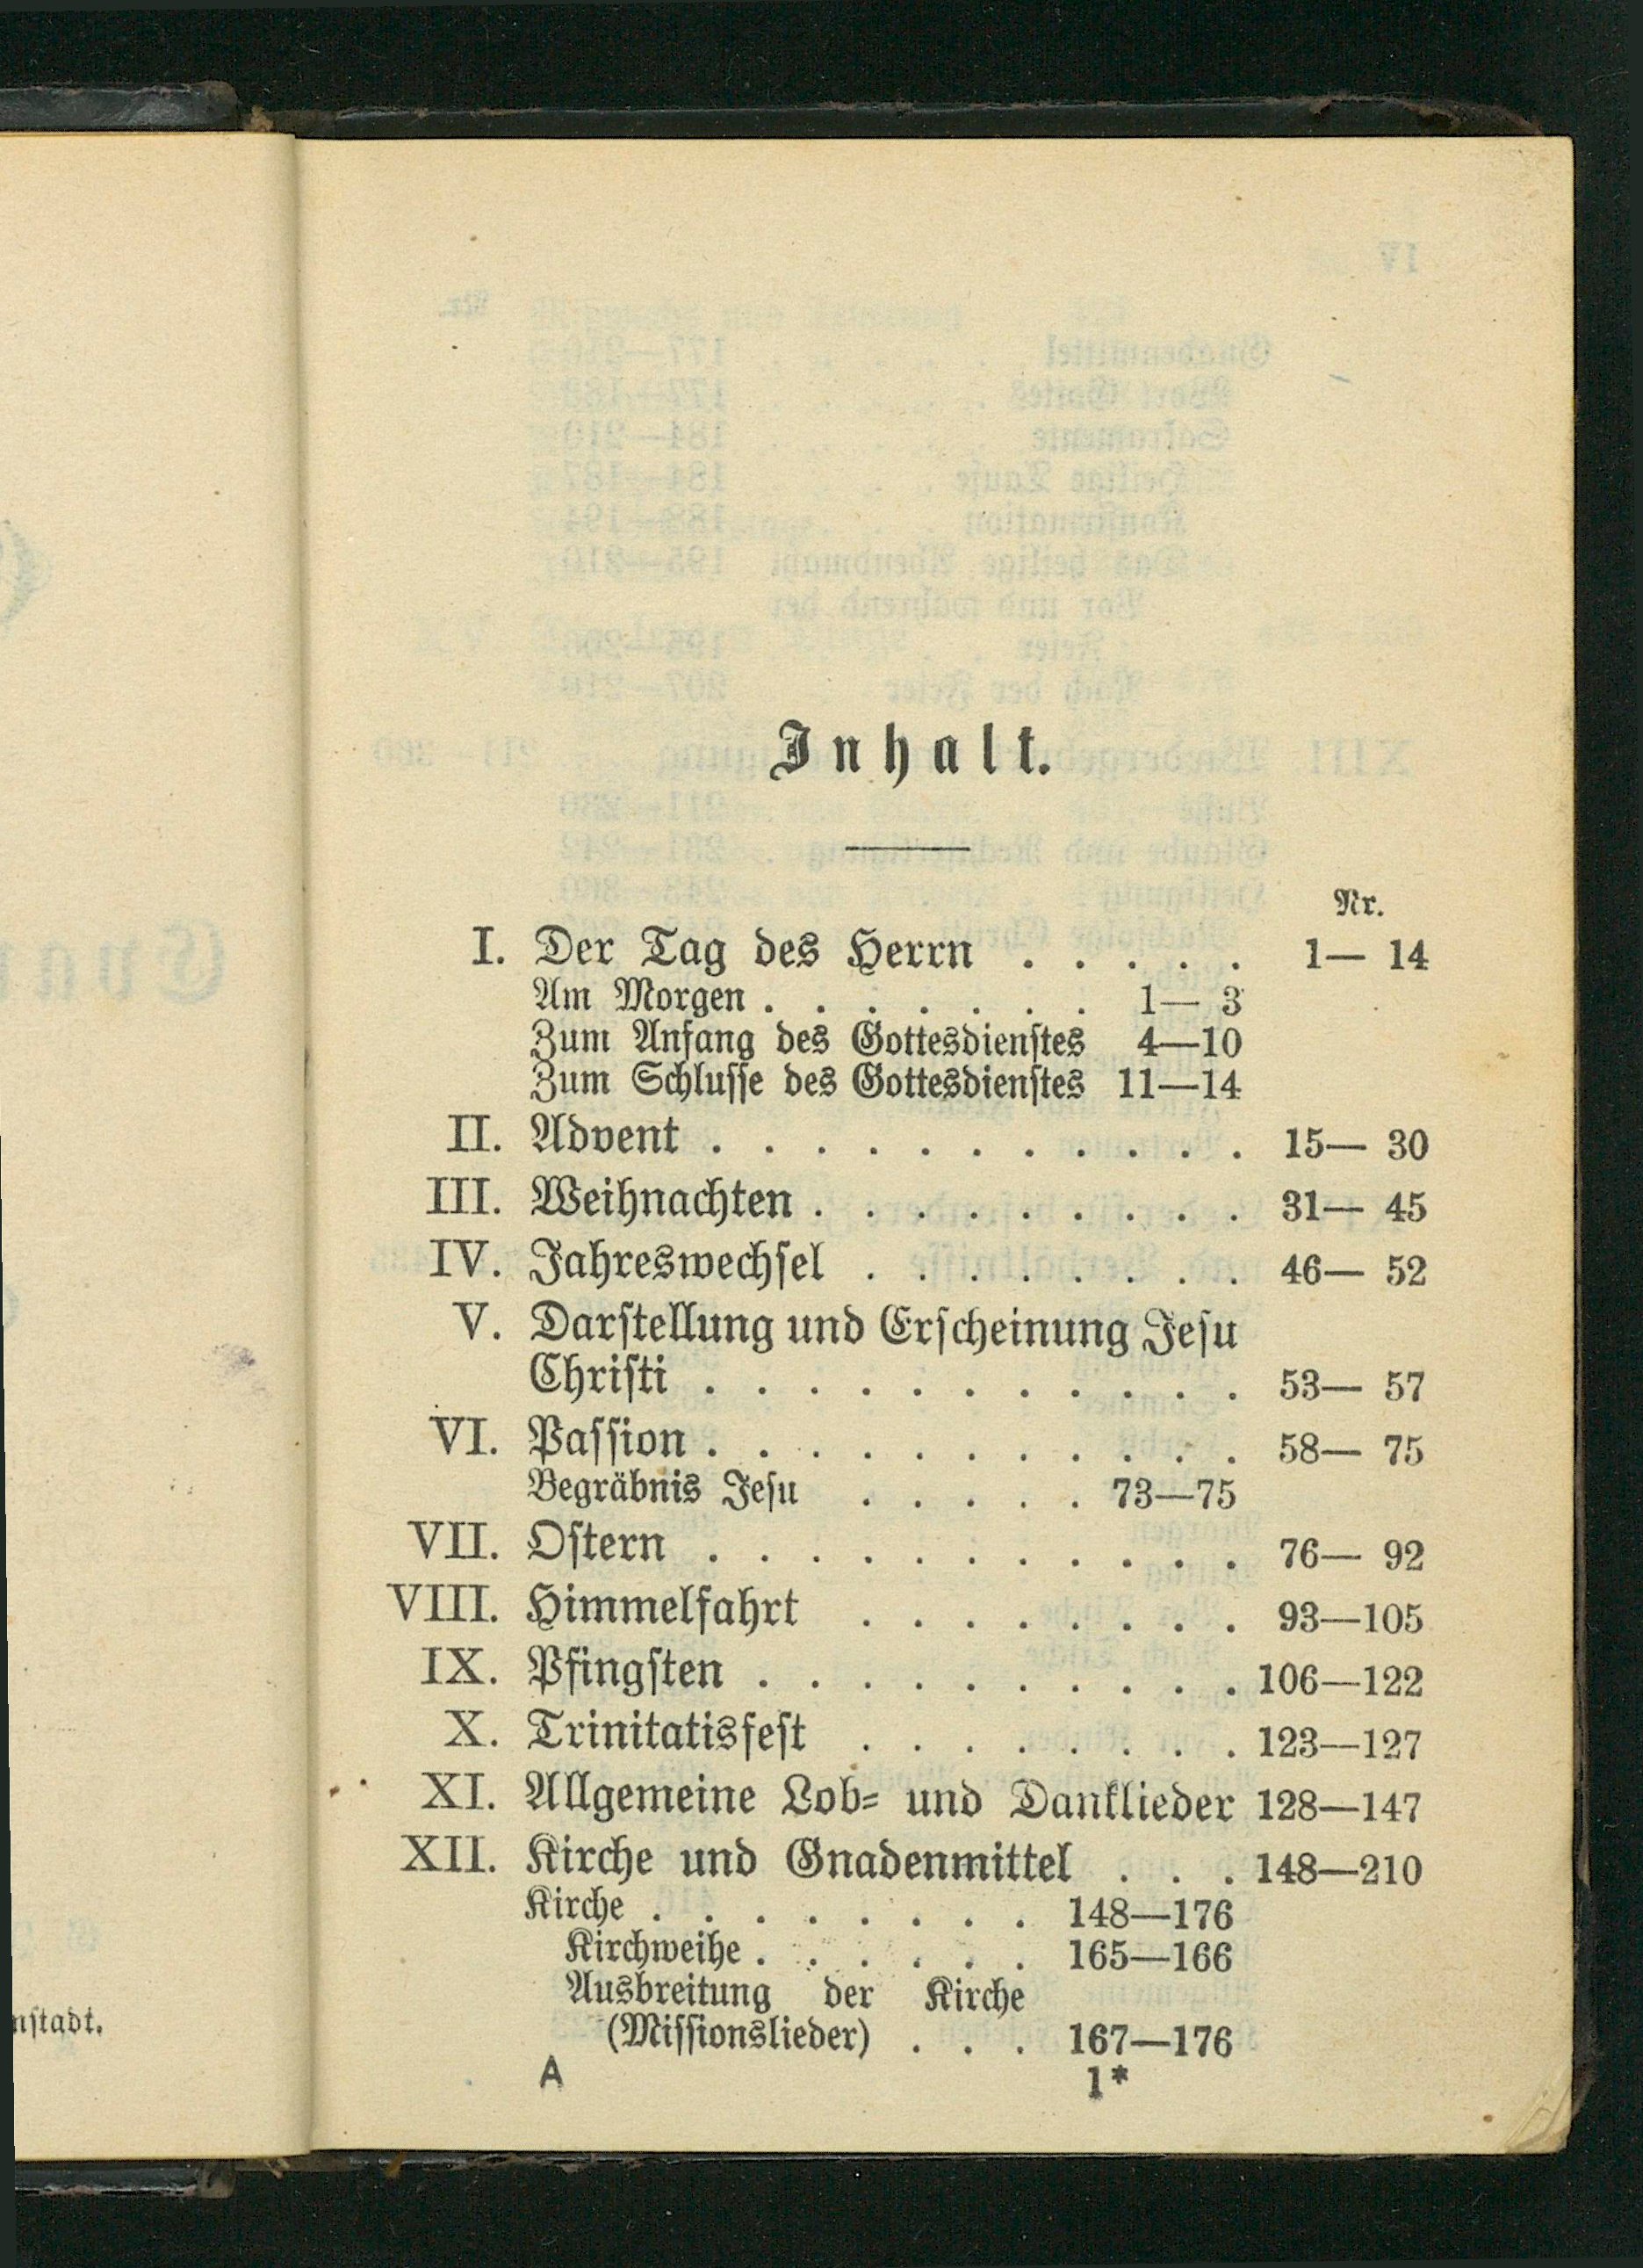 Inhalt.
Nr.
I. Der Tag des Herrn . . . . . 1— 14
Am Morgen . . . . . . . 1— 3
Zum Anfang des Gottesdienſtes 4—10
Zum Schluſſe des Gottesdienſtes 11—14
II. Advent . . . . . . . . . . . 15— 30
III. Weihnachten . . . . . . . . . 31— 45
IV. Jahreswechſel . . . . . . . . 46— 52
V. Darſtellung und Erſcheinung Jeſu
Chriſti . . . . . . . . . . . 53— 57
VI. Paſſion . . . . . . . . . . . 58— 75
Begräbnis Jeſu . . . . . 73—75
VII. Oſtern . . . . . . . . . . . 76— 92
VIII. Himmelfahrt . . . . . . . . 93—105
IX. Pfingſten . . . . . . . . . . 106—122
X. Trinitatisfeſt . . . . . . . . 123—127
XI. Allgemeine Lob⸗ und Danklieder 128—147
XII. Kirche und Gnadenmittel . . . 148—210
Kirche . . . . . . . . 148—176
Kirchweihe . . . . . . 165—166
Ausbreitung der Kirche
(Miſſionslieder) . . . 167—176
A 1*
nſtadt.